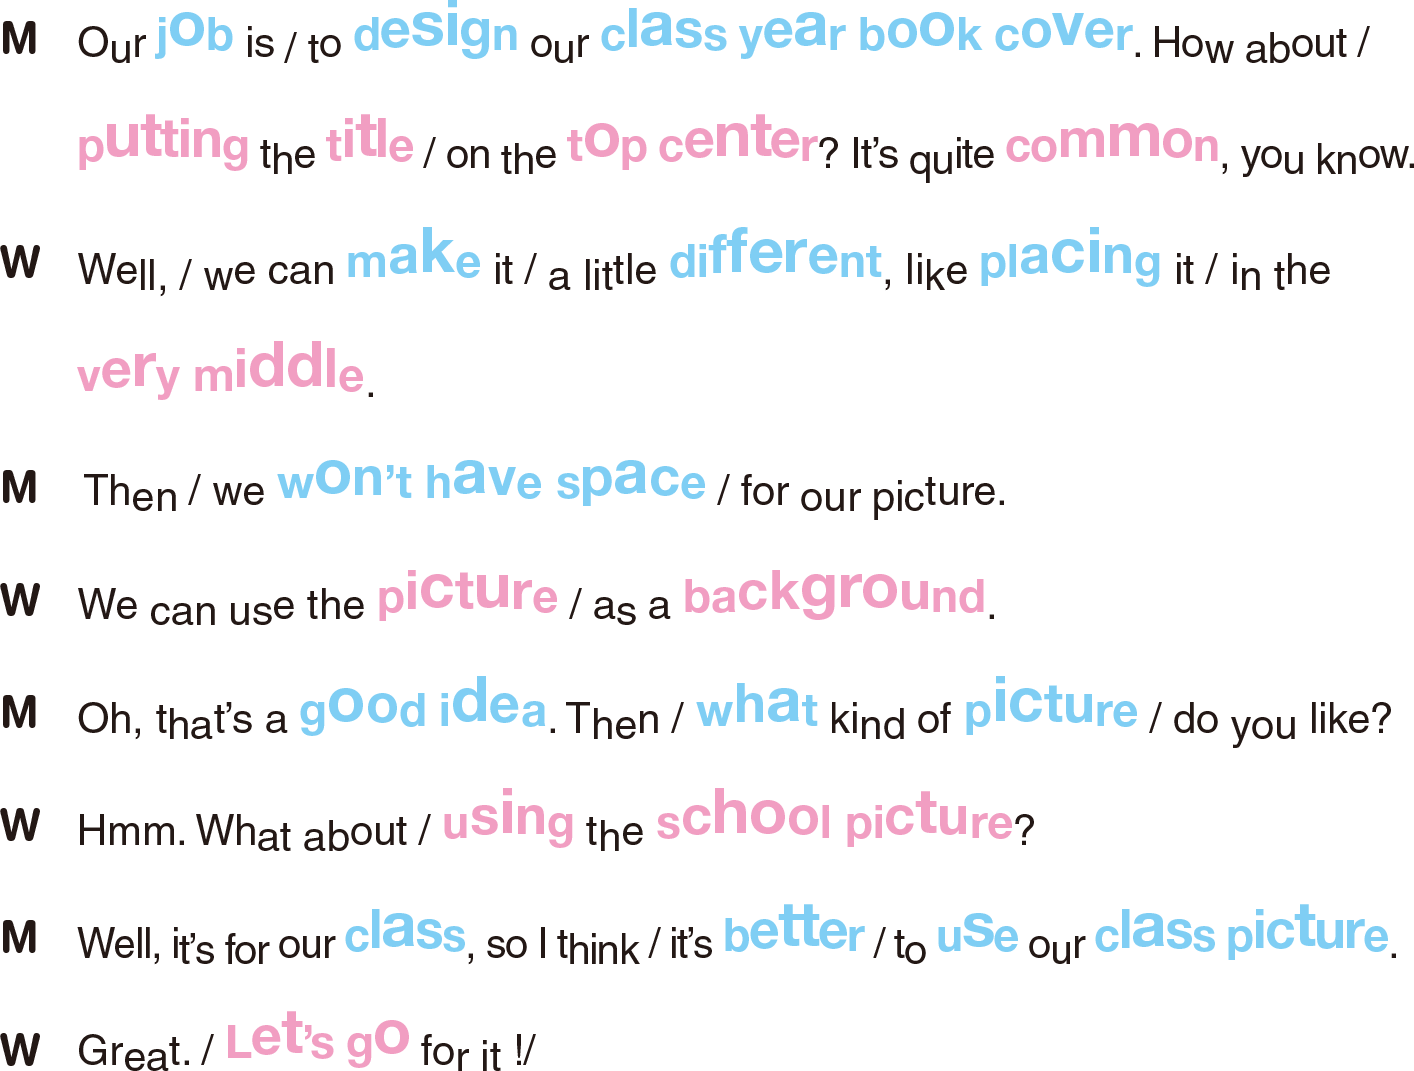 M Our job is / to design our class year book cover. How about /
putting the title / on the top center? It's quite common, you know.
W Well, / we can make it / a little different, like placing it / in the
very middle.
M Then / we won't have space / for our picture.
W We can use the picture / as a background.
M Oh, that's a good idea. Then / what kind of picture / do you like?
W Hmm. What about / using the school picture?
M Well, it's for our class, so I think / it's better / to use our class picture.
W Great. / Let's go for it !/